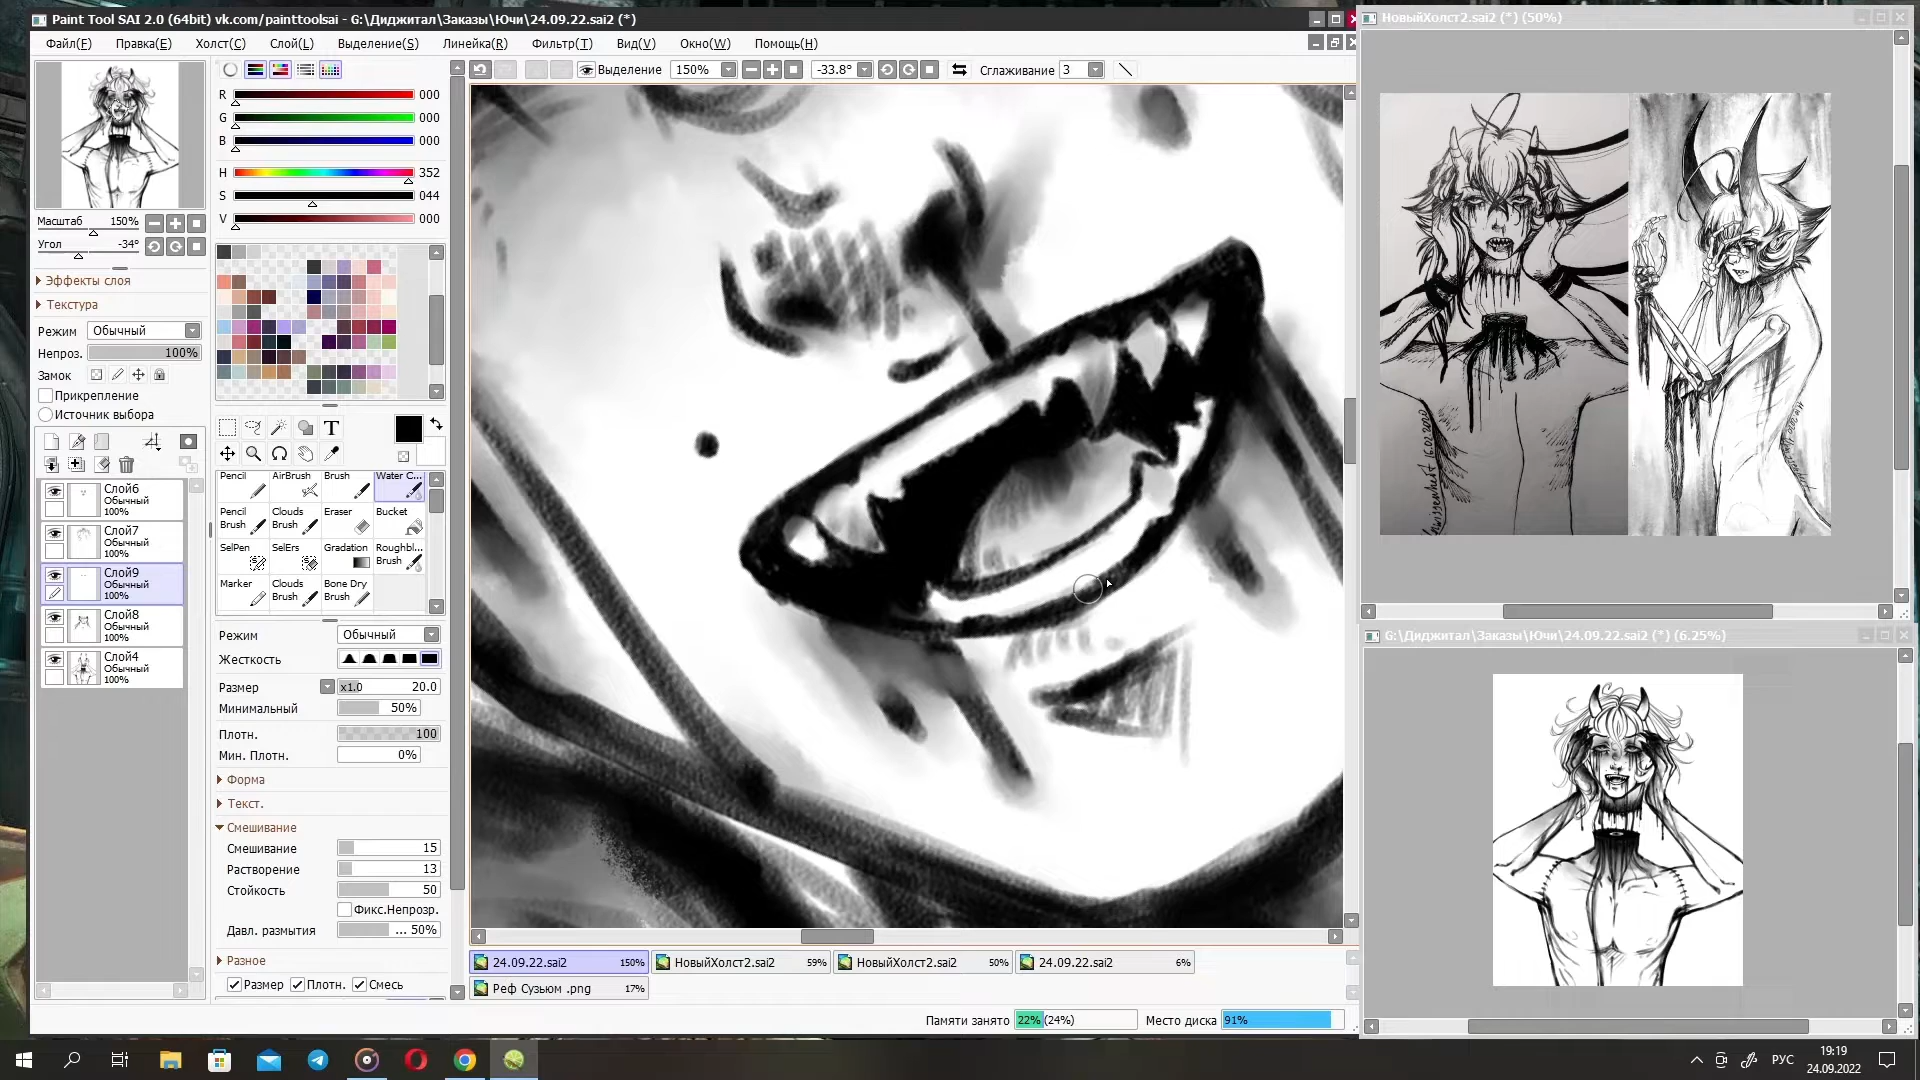 Paint Tool SAI 2.0 (64bit) vk.com/painttoolsai - G:\Диджитал\Заказы\Ючи\24.09.22.sai2 (*)
Файл(F) Правка(E) Холст(C) Слой(L) Выделение(S) Линейка(R) Фильтр(T) Вид(V) Окно(W) Помощь(H)
Выделение 150% -33.8° Сглаживание 3
R 000
G 000
B 000
H 352
S 044
V 000
Масштаб 150%
Угол -34°
Эффекты слоя
Текстура
Режим Обычный
Непроз. 100%
Замок
Прикрепление
Источник выбора
Слой6
Обычный
100%
Слой7
Обычный
100%
Слой9
Обычный
100%
Слой8
Обычный
100%
Слой4
Обычный
100%
T
Pencil AirBrush Brush Water C...
Pencil Brush Clouds Brush Eraser Bucket
SelPen SelErs Gradation Roughbl... Brush
Marker Clouds Brush Bone Dry Brush
Режим Обычный
Жесткость
Размер x1.0 20.0
Минимальный 50%
Плотн. 100
Мин. Плотн. 0%
Форма
Текст.
Смешивание
Смешивание 15
Растворение 13
Стойкость 50
Фикс.Непрозр.
Давл. размытия ... 50%
Разное
Размер Плотн. Смесь
24.09.22.sai2 150% НовыйХолст2.sai2 59% НовыйХолст2.sai2 50% 24.09.22.sai2 6%
Реф Сузьюм .png 17%
Памяти занято 22% (24%) Место диска 91%
НовыйХолст2.sai2 (*) (50%)
G:\Диджитал\Заказы\Ючи\24.09.22.sai2 (*) (6.25%)
РУС
19:19
24.09.2022